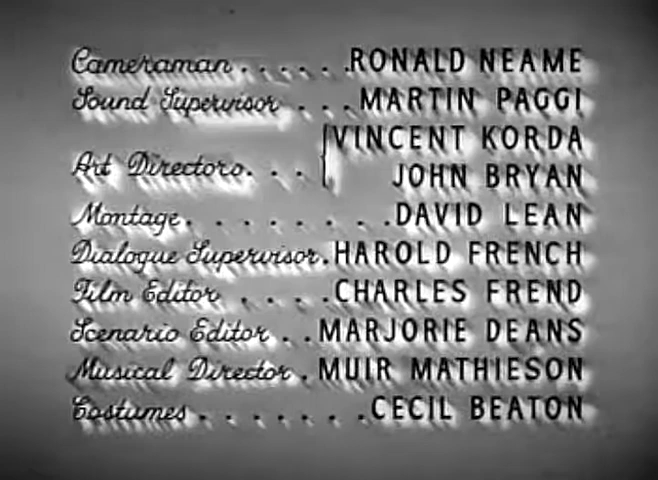 Cameraman . . . . . . RONALD NEAME
Sound Supervisor . . . MARTIN PAGGI
VINCENT KORDA
Art Directors. . .
JOHN BRYAN
Montage. . . . . . . . . DAVID LEAN
Dialogue Supervisor. HAROLD FRENCH
Film Editor . . . . . CHARLES FREND
Scenario Editor . . MARJORIE DEANS
Musical Director . MUIR MATHIESON
Costumes . . . . . . . CECIL BEATON